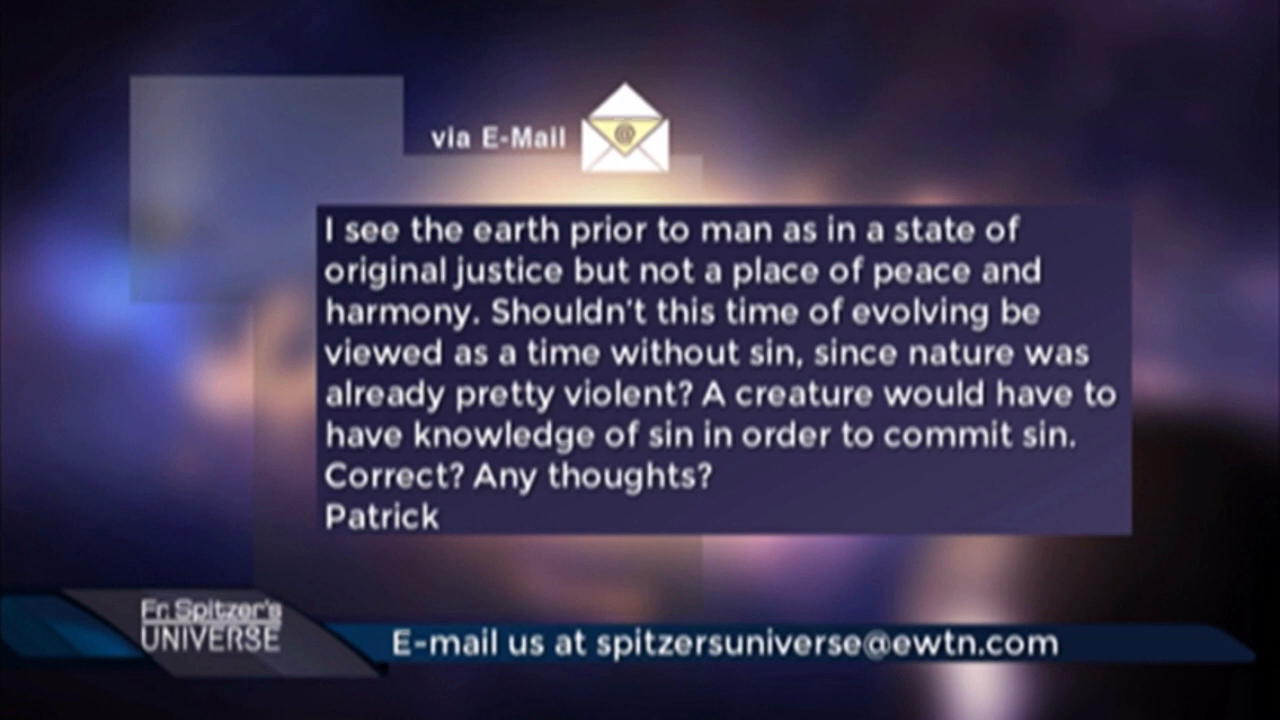 via E-Mail
@
I see the earth prior to man as in a state of
original justice but not a place of peace and
harmony. Shouldn't this time of evolving be
viewed as a time without sin, since nature was
already pretty violent? A creature would have to
have knowledge of sin in order to commit sin.
Correct? Any thoughts?
Patrick
Fr. Spitzer's
UNIVERSE
E-mail us at spitzersuniverse@ewtn.com